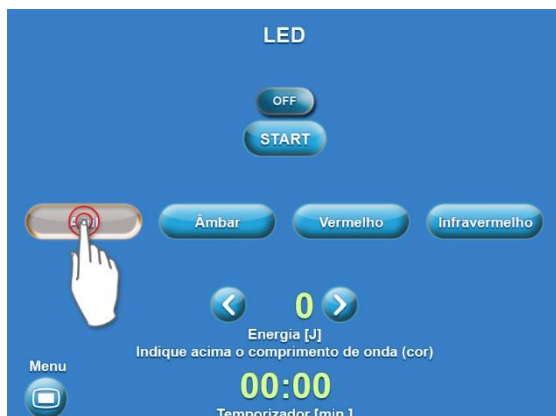 LED
OFF
START
Âmbar
Vermelho
Infravermelho
0
Energia [J]
Indique acima o comprimento de onda (cor)
Menu
00:00
Temporizador [min.]